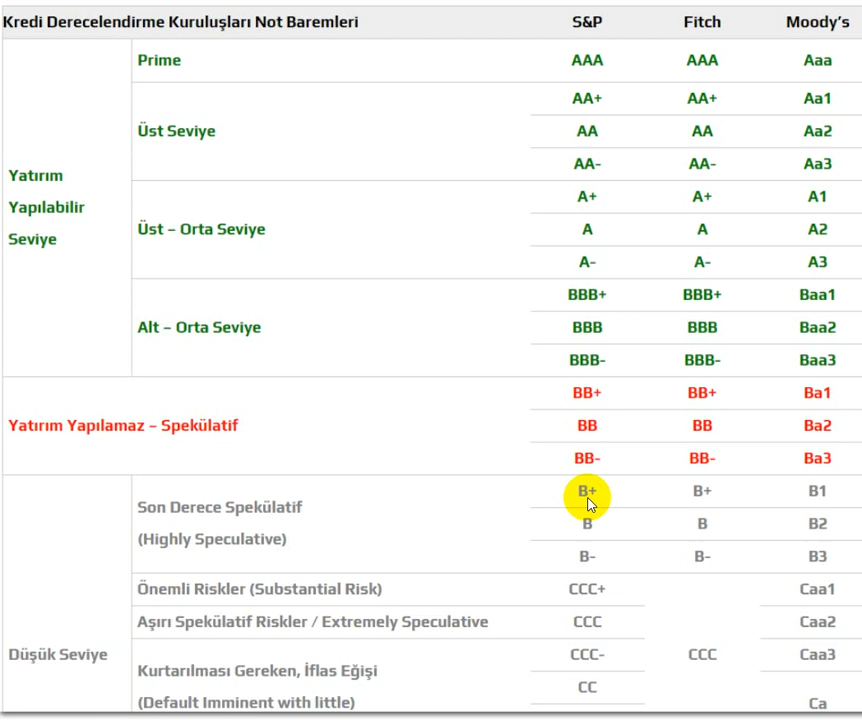 Kredi Derecelendirme Kuruluşları Not Baremleri S&P Fitch Moody's
Prime AAA AAA Aaa
AA+ AA+ Aa1
Üst Seviye AA AA Aa2
AA- AA- Aa3
Yatırım
Yapılabilir
Seviye
A+ A+ A1
Üst – Orta Seviye A A A2
A- A- A3
BBB+ BBB+ Baa1
Alt – Orta Seviye BBB BBB Baa2
BBB- BBB- Baa3
BB+ BB+ Ba1
Yatırım Yapılamaz – Spekülatif BB BB Ba2
BB- BB- Ba3
B+ B+ B1
Son Derece Spekülatif
(Highly Speculative)
B B B2
B- B- B3
Önemli Riskler (Substantial Risk) CCC+ Caa1
Aşırı Spekülatif Riskler / Extremely Speculative CCC Caa2
Düşük Seviye CCC- CCC Caa3
Kurtarılması Gereken, İflas Eğişi
(Default Imminent with little)
CC Ca